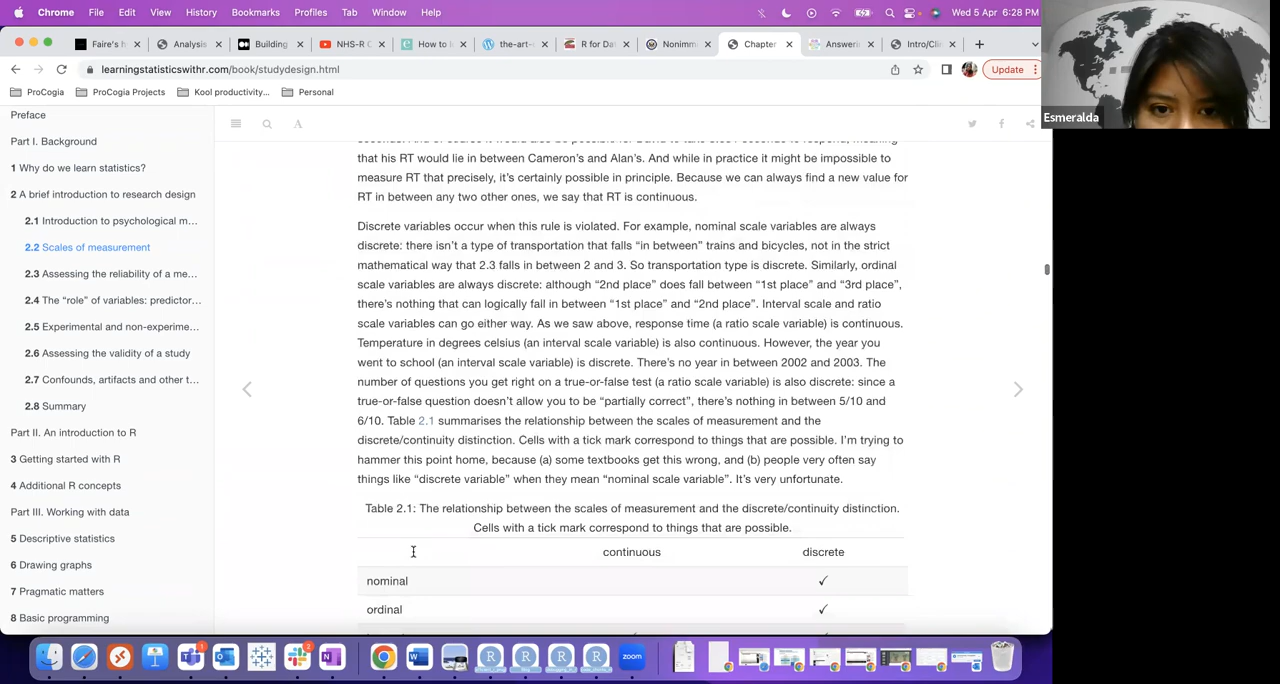 Chrome File Edit View History Bookmarks Profiles Tab Window Help
Wed 5 Apr 6:28 PM
Faire's h
Analysis
Building
NHS-R C
How to l
the-art-
R for Da
Nonimm
Chapter
Answerin
Intro/Cli
learningstatisticswithr.com/book/studydesign.html
Update
ProCogia
ProCogia Projects
Kool productivity...
Personal
Esmeralda
Preface
Part I. Background
1 Why do we learn statistics?
2 A brief introduction to research design
2.1 Introduction to psychological m...
2.2 Scales of measurement
2.3 Assessing the reliability of a me...
2.4 The “role” of variables: predictor...
2.5 Experimental and non-experime...
2.6 Assessing the validity of a study
2.7 Confounds, artifacts and other t...
2.8 Summary
Part II. An introduction to R
3 Getting started with R
4 Additional R concepts
Part III. Working with data
5 Descriptive statistics
6 Drawing graphs
7 Pragmatic matters
8 Basic programming
that his RT would lie in between Cameron’s and Alan’s. And while in practice it might be impossible to
measure RT that precisely, it’s certainly possible in principle. Because we can always find a new value for
RT in between any two other ones, we say that RT is continuous.
Discrete variables occur when this rule is violated. For example, nominal scale variables are always
discrete: there isn’t a type of transportation that falls “in between” trains and bicycles, not in the strict
mathematical way that 2.3 falls in between 2 and 3. So transportation type is discrete. Similarly, ordinal
scale variables are always discrete: although “2nd place” does fall between “1st place” and “3rd place”,
there’s nothing that can logically fall in between “1st place” and “2nd place”. Interval scale and ratio
scale variables can go either way. As we saw above, response time (a ratio scale variable) is continuous.
Temperature in degrees celsius (an interval scale variable) is also continuous. However, the year you
went to school (an interval scale variable) is discrete. There’s no year in between 2002 and 2003. The
number of questions you get right on a true-or-false test (a ratio scale variable) is also discrete: since a
true-or-false question doesn’t allow you to be “partially correct”, there’s nothing in between 5/10 and
6/10. Table 2.1 summarises the relationship between the scales of measurement and the
discrete/continuity distinction. Cells with a tick mark correspond to things that are possible. I’m trying to
hammer this point home, because (a) some textbooks get this wrong, and (b) people very often say
things like “discrete variable” when they mean “nominal scale variable”. It’s very unfortunate.
Table 2.1: The relationship between the scales of measurement and the discrete/continuity distinction.
Cells with a tick mark correspond to things that are possible.
continuous discrete
nominal ✓
ordinal ✓
zoom